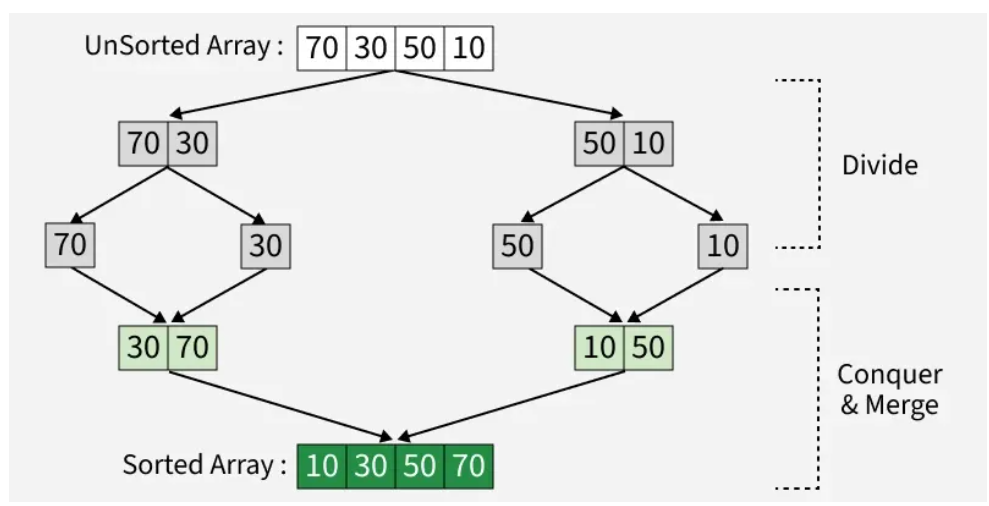 UnSorted Array : 70 30 50 10
70 30
50 10
Divide
70
30
50
10
30 70
10 50
Conquer
& Merge
Sorted Array : 10 30 50 70